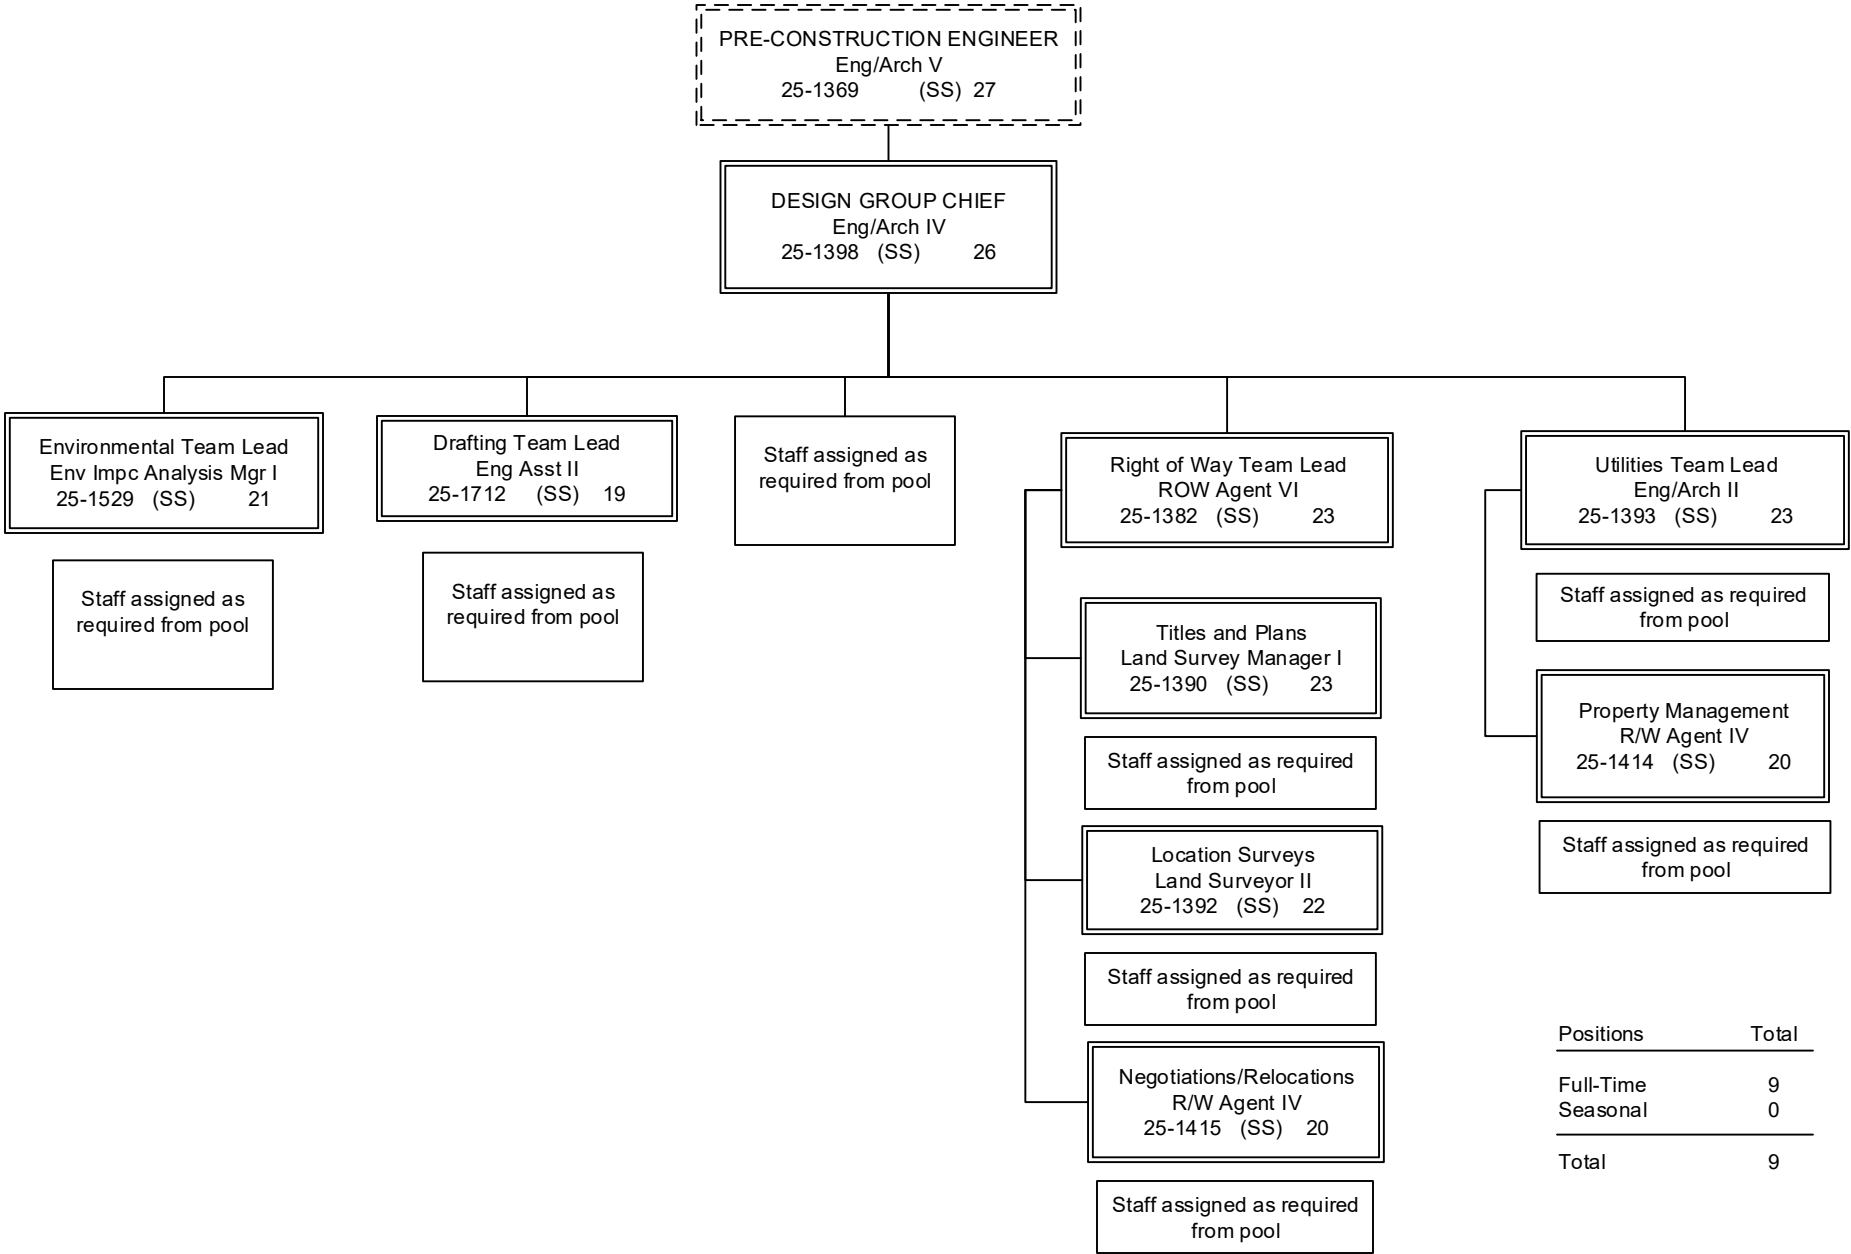 PRE-CONSTRUCTION ENGINEER
Eng/Arch V
25-1369 (SS) 27
DESIGN GROUP CHIEF
Eng/Arch IV
25-1398 (SS) 26
Environmental Team Lead
Env Impc Analysis Mgr I
25-1529 (SS) 21
Staff assigned as
required from pool
Drafting Team Lead
Eng Asst II
25-1712 (SS) 19
Staff assigned as
required from pool
Staff assigned as
required from pool
Right of Way Team Lead
ROW Agent VI
25-1382 (SS) 23
Titles and Plans
Land Survey Manager I
25-1390 (SS) 23
Staff assigned as required
from pool
Location Surveys
Land Surveyor II
25-1392 (SS) 22
Staff assigned as required
from pool
Negotiations/Relocations
R/W Agent IV
25-1415 (SS) 20
Staff assigned as required
from pool
Utilities Team Lead
Eng/Arch II
25-1393 (SS) 23
Staff assigned as required
from pool
Property Management
R/W Agent IV
25-1414 (SS) 20
Staff assigned as required
from pool
Positions Total
Full-Time 9
Seasonal 0
Total 9